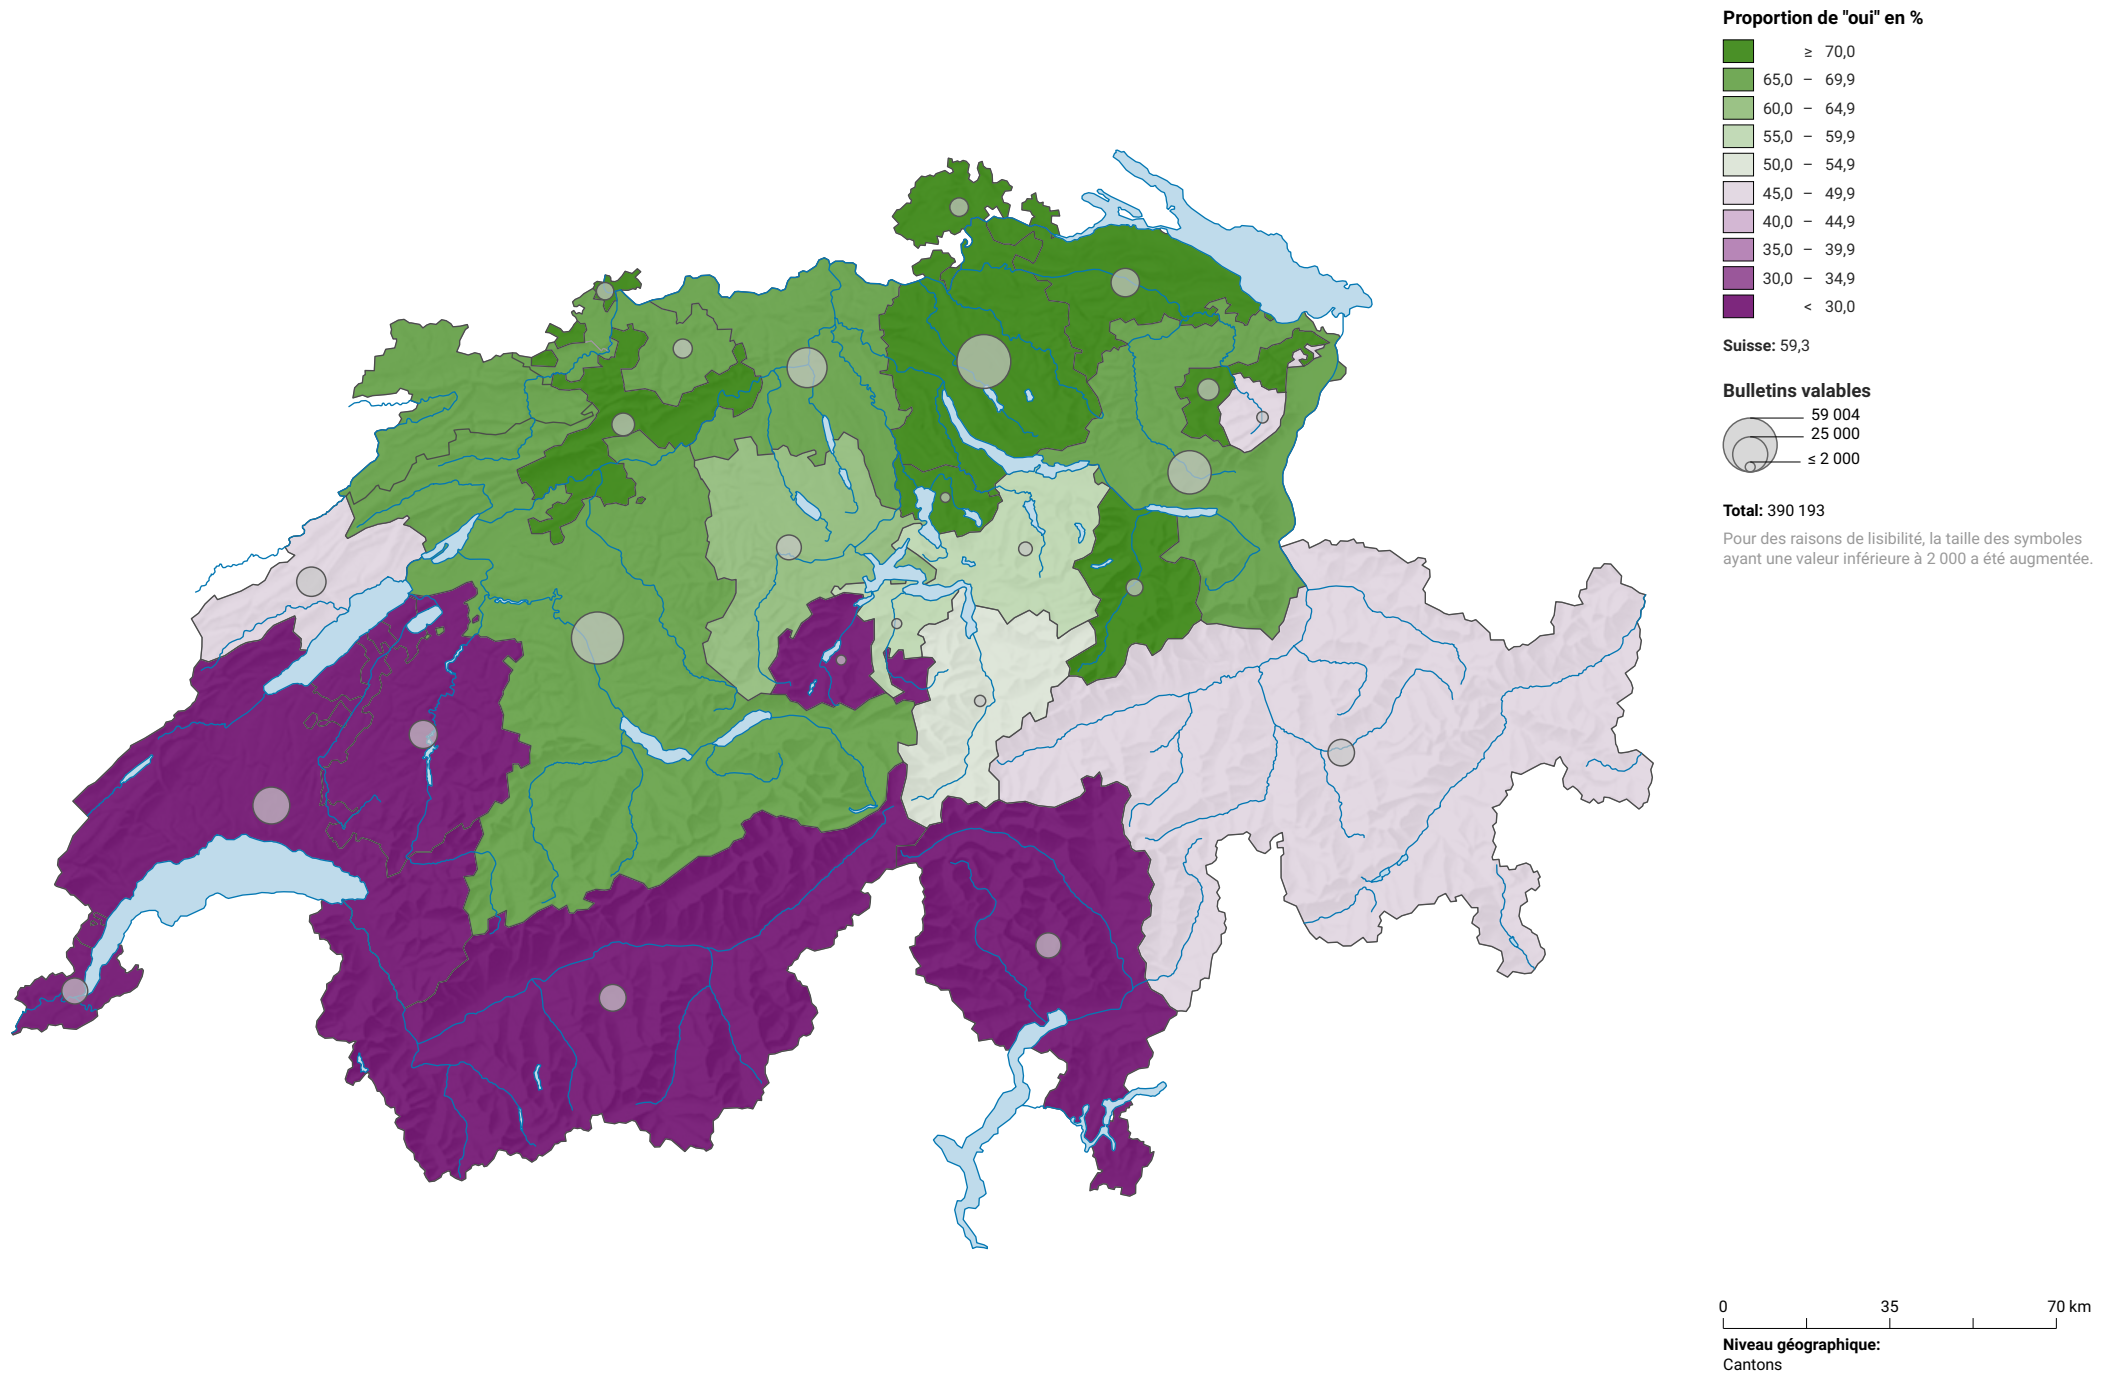 Proportion de "oui" en %
≥ 70,0
65,0 – 69,9
60,0 – 64,9
55,0 – 59,9
50,0 – 54,9
45,0 – 49,9
40,0 – 44,9
35,0 – 39,9
30,0 – 34,9
< 30,0
Suisse: 59,3
Bulletins valables
59 004
25 000
≤ 2 000
Total: 390 193
Pour des raisons de lisibilité, la taille des symboles
ayant une valeur inférieure à 2 000 a été augmentée.
0 35 70 km
Niveau géographique:
Cantons